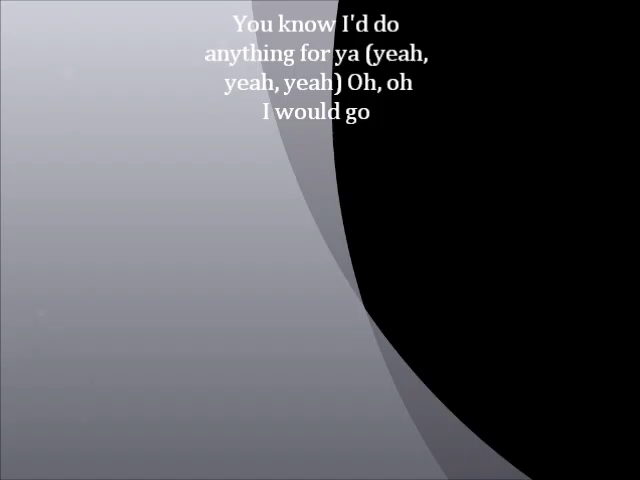 You know I'd do
anything for ya (yeah,
yeah, yeah) Oh, oh
I would go